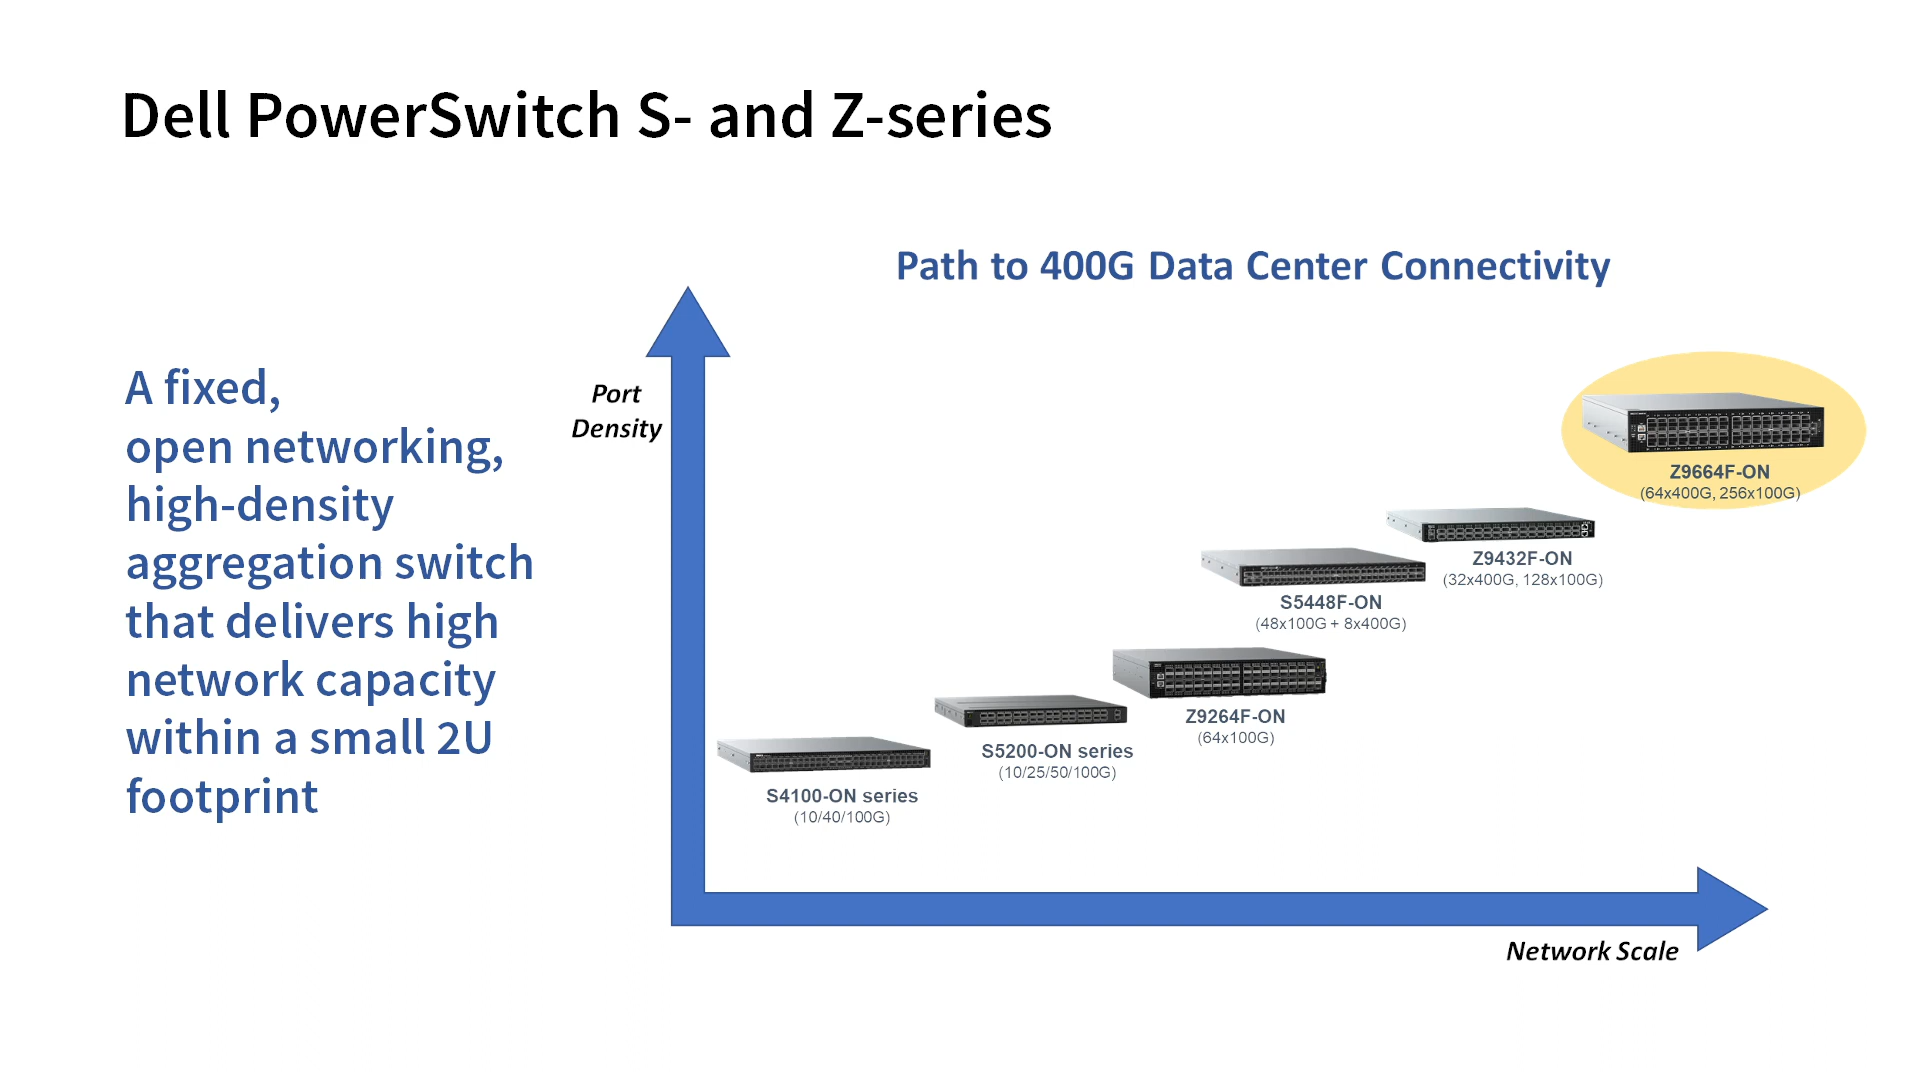 Dell PowerSwitch S- and Z-series
Path to 400G Data Center Connectivity
A fixed,
open networking,
high-density
aggregation switch
that delivers high
network capacity
within a small 2U
footprint
Port
Density
Z9664F-ON
(64x400G, 256x100G)
Z9432F-ON
(32x400G, 128x100G)
S5448F-ON
(48x100G + 8x400G)
Z9264F-ON
(64x100G)
S5200-ON series
(10/25/50/100G)
S4100-ON series
(10/40/100G)
Network Scale